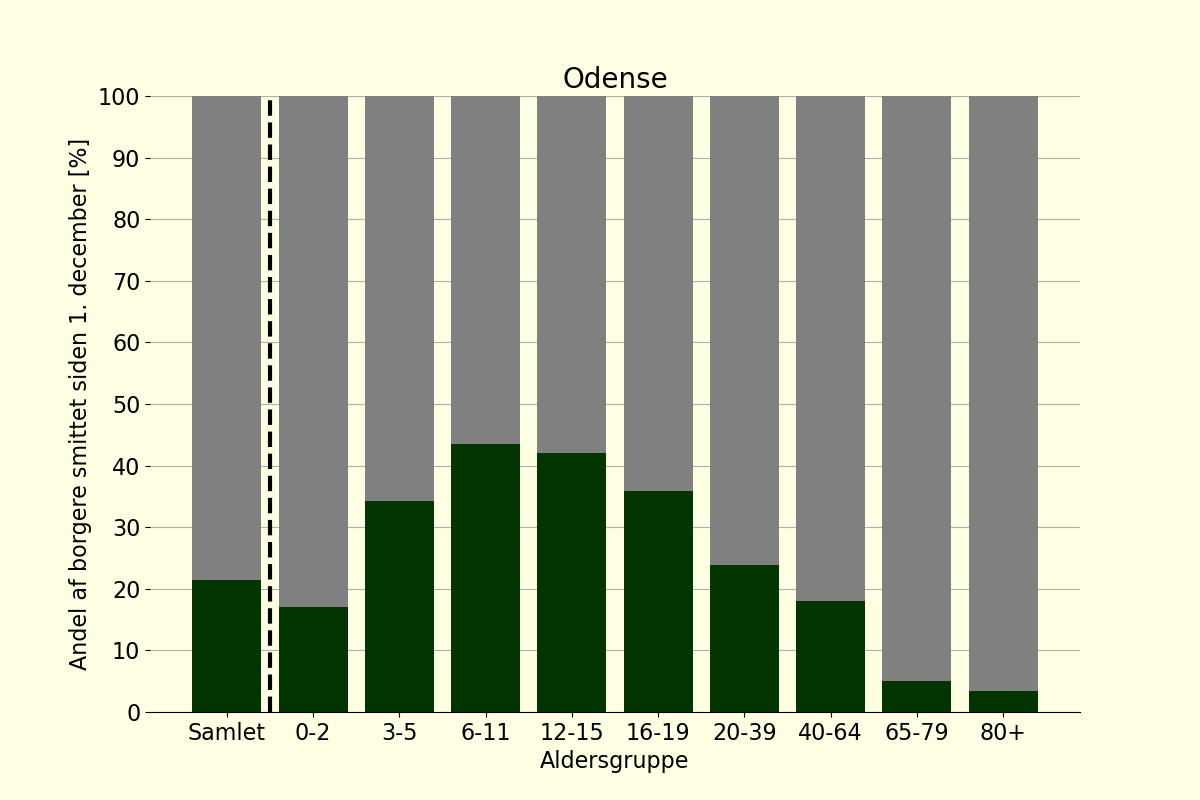 Odense
Andel af borgere smittet siden 1. december [%]
100
90
80
70
60
50
40
30
20
10
0
Samlet 0-2 3-5 6-11 12-15 16-19 20-39 40-64 65-79 80+
Aldersgruppe